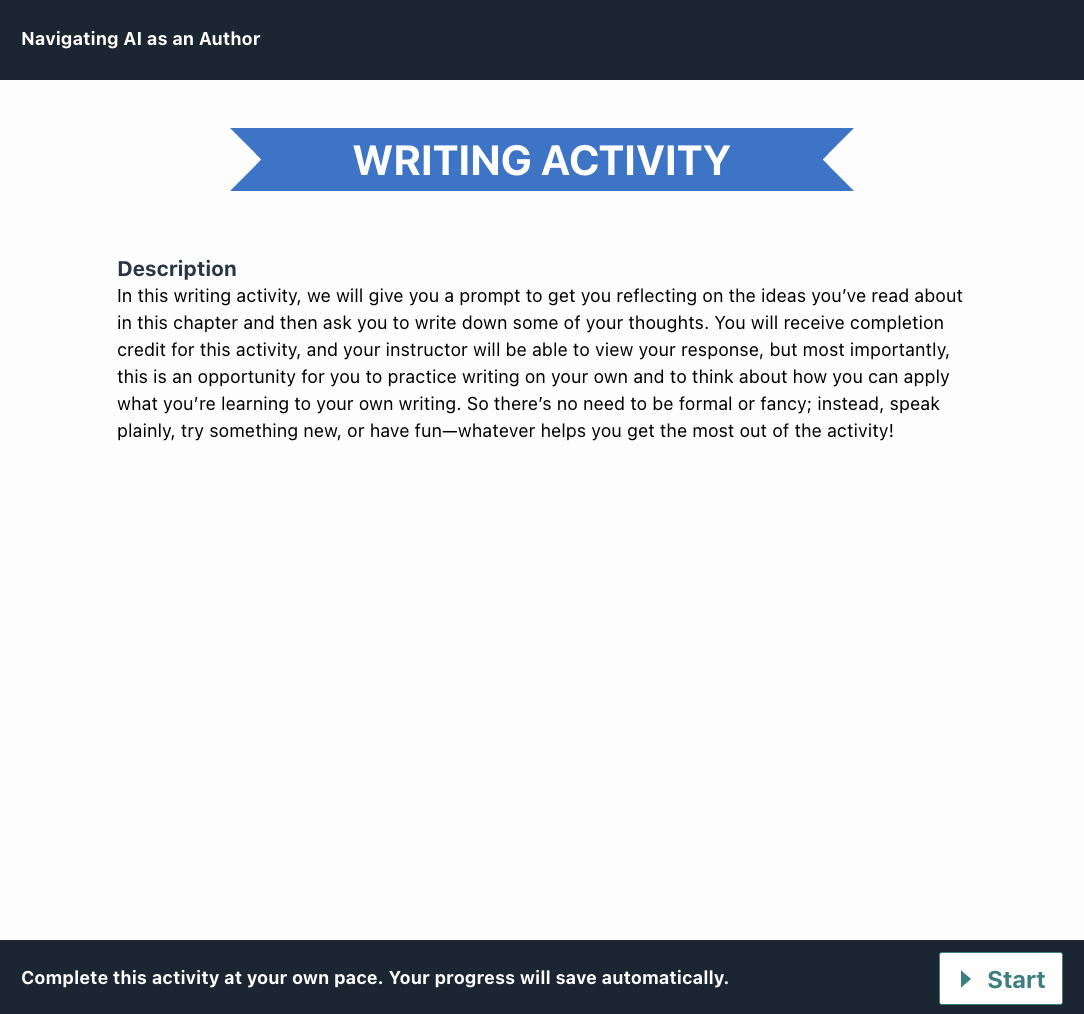 Navigating AI as an Author
WRITING ACTIVITY
Description
In this writing activity, we will give you a prompt to get you reflecting on the ideas you’ve read about
in this chapter and then ask you to write down some of your thoughts. You will receive completion
credit for this activity, and your instructor will be able to view your response, but most importantly,
this is an opportunity for you to practice writing on your own and to think about how you can apply
what you’re learning to your own writing. So there’s no need to be formal or fancy; instead, speak
plainly, try something new, or have fun—whatever helps you get the most out of the activity!
Complete this activity at your own pace. Your progress will save automatically.
Start